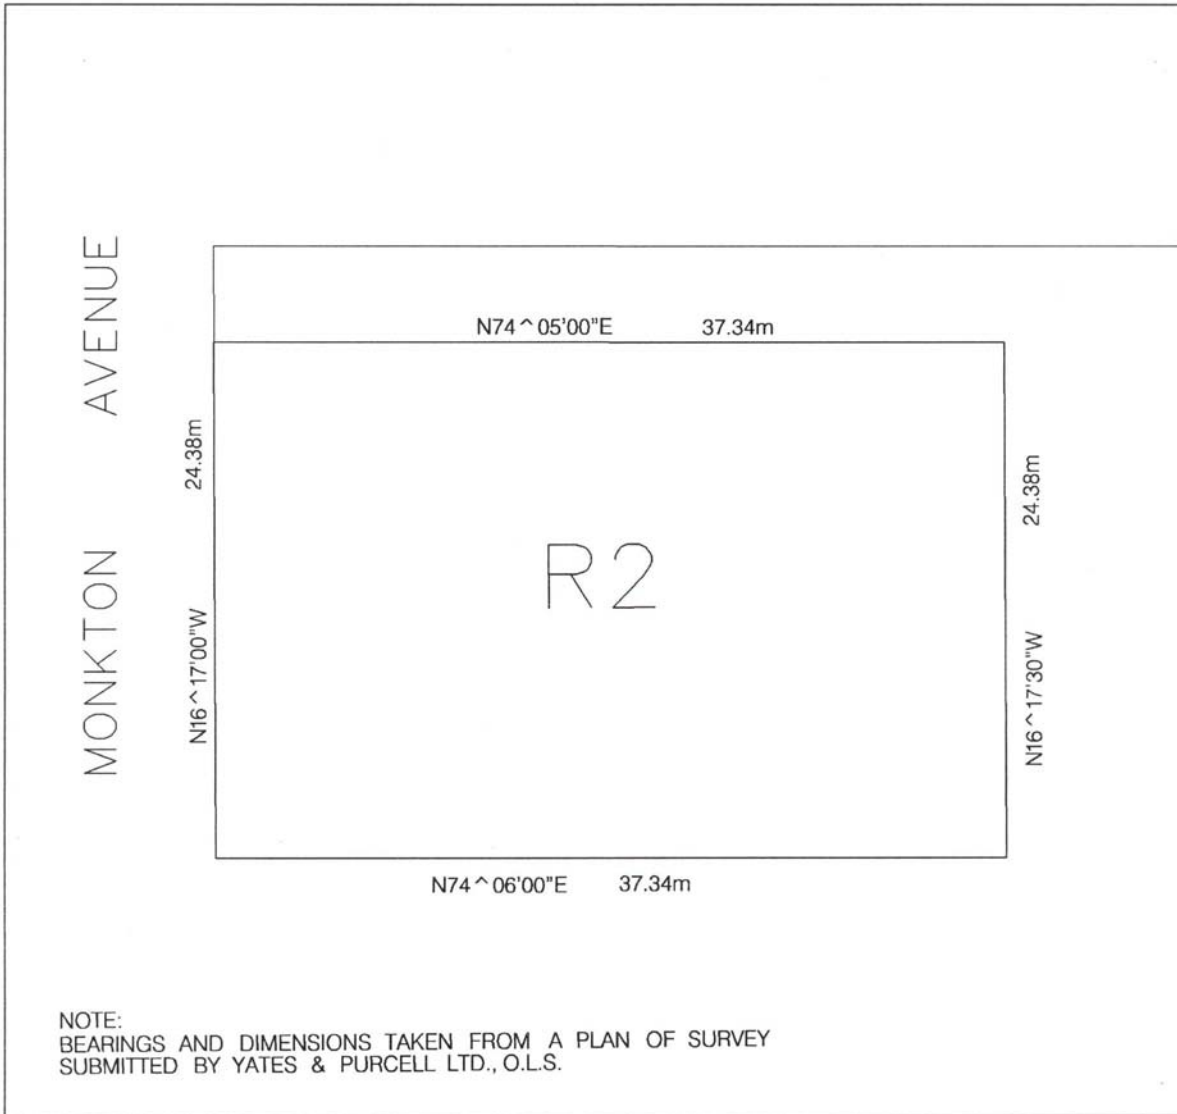 MONKTON AVENUE
N74^05'00"E 37.34m
24.38m
N16^17'00"W
R2
24.38m
N16^17'30"W
N74^06'00"E 37.34m
NOTE:
BEARINGS AND DIMENSIONS TAKEN FROM A PLAN OF SURVEY
SUBMITTED BY YATES & PURCELL LTD., O.L.S.